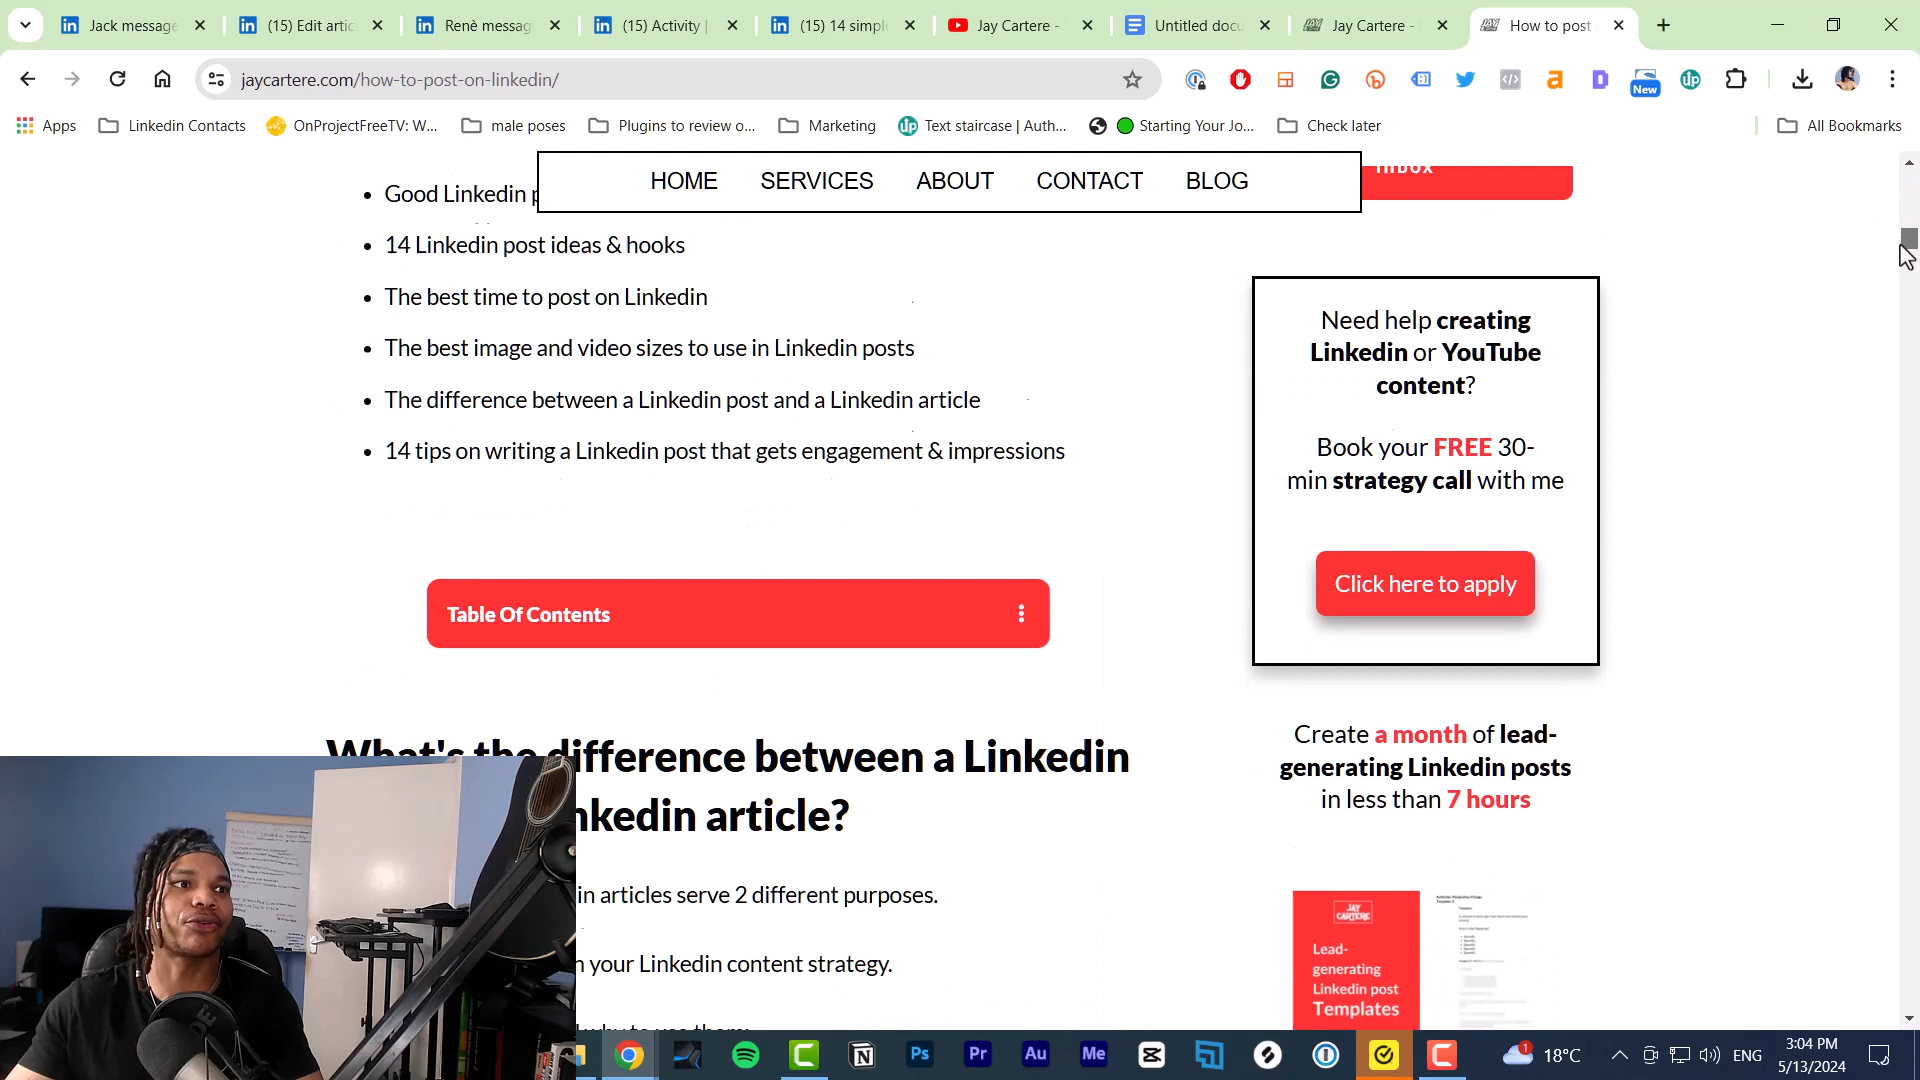 Jack message
(15) Edit artic
Renè messag
(15) Activity |
(15) 14 simpl
Jay Cartere -
Untitled docu
Jay Cartere -
How to post
jaycartere.com/how-to-post-on-linkedin/
New
Apps
Linkedin Contacts
OnProjectFreeTV: W...
male poses
Plugins to review o...
Marketing
Text staircase | Auth...
Starting Your Jo...
Check later
All Bookmarks
HOME SERVICES ABOUT CONTACT BLOG
inbox
Good Linkedin p
14 Linkedin post ideas & hooks
The best time to post on Linkedin
The best image and video sizes to use in Linkedin posts
The difference between a Linkedin post and a Linkedin article
14 tips on writing a Linkedin post that gets engagement & impressions
Need help creating
Linkedin or YouTube
content?
Book your FREE 30-
min strategy call with me
Click here to apply
Table Of Contents
What's the difference between a Linkedin
nkedin article?
in articles serve 2 different purposes.
n your Linkedin content strategy.
Create a month of lead-
generating Linkedin posts
in less than 7 hours
JAY
CARTERE
Lead-
generating
Linkedin post
Templates
18°C
ENG
3:04 PM
5/13/2024